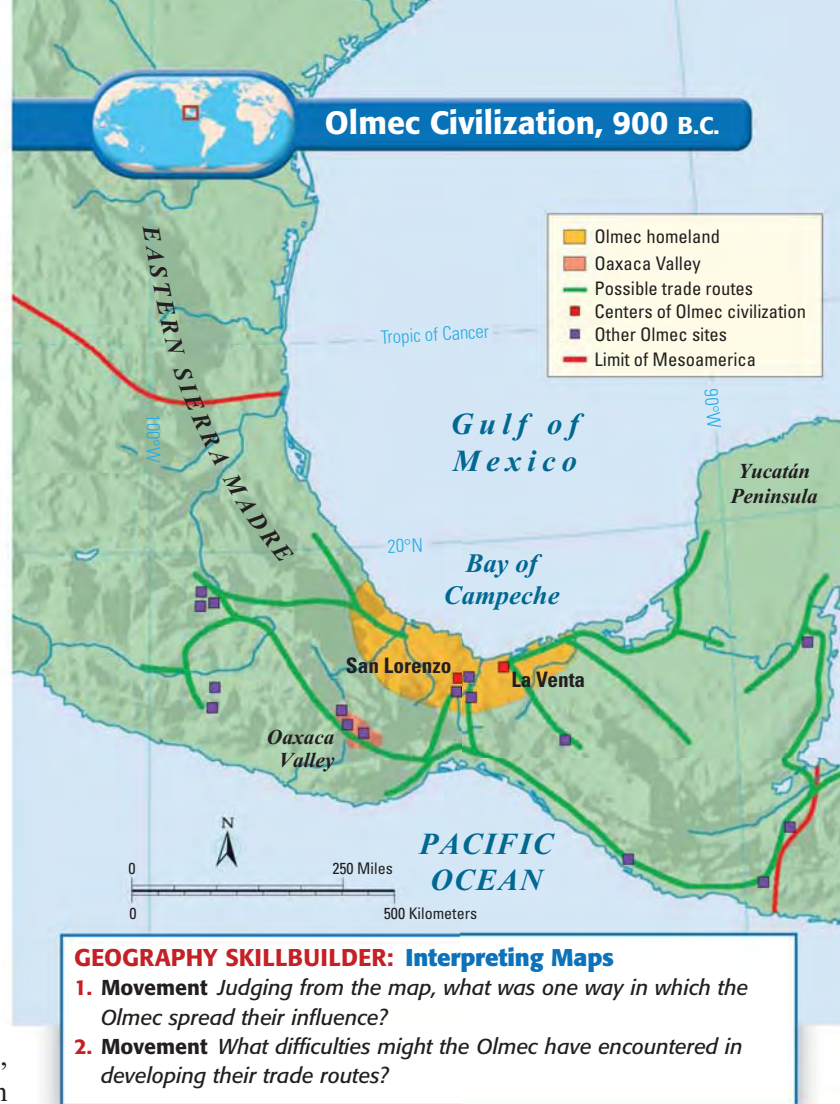 Olmec Civilization, 900 B.C.
Olmec homeland
Oaxaca Valley
Possible trade routes
Centers of Olmec civilization
Other Olmec sites
Limit of Mesoamerica
EASTERN SIERRA MADRE
Tropic of Cancer
90°W
100°W
Gulf of
Mexico
Yucatán
Peninsula
20°N
Bay of
Campeche
San Lorenzo
La Venta
Oaxaca
Valley
N
PACIFIC
OCEAN
0 250 Miles
0 500 Kilometers
GEOGRAPHY SKILLBUILDER: Interpreting Maps
1. Movement Judging from the map, what was one way in which the
Olmec spread their influence?
2. Movement What difficulties might the Olmec have encountered in
developing their trade routes?